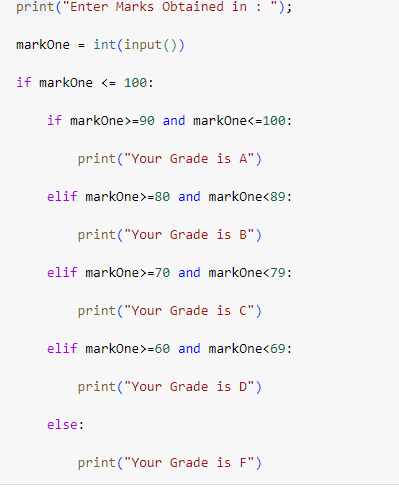 print("Enter Marks Obtained in : ");
markOne = int(input())
if markOne <= 100:
    if markOne>=90 and markOne<=100:
        print("Your Grade is A")
    elif markOne>=80 and markOne<89:
        print("Your Grade is B")
    elif markOne>=70 and markOne<79:
        print("Your Grade is C")
    elif markOne>=60 and markOne<69:
        print("Your Grade is D")
    else:
        print("Your Grade is F")